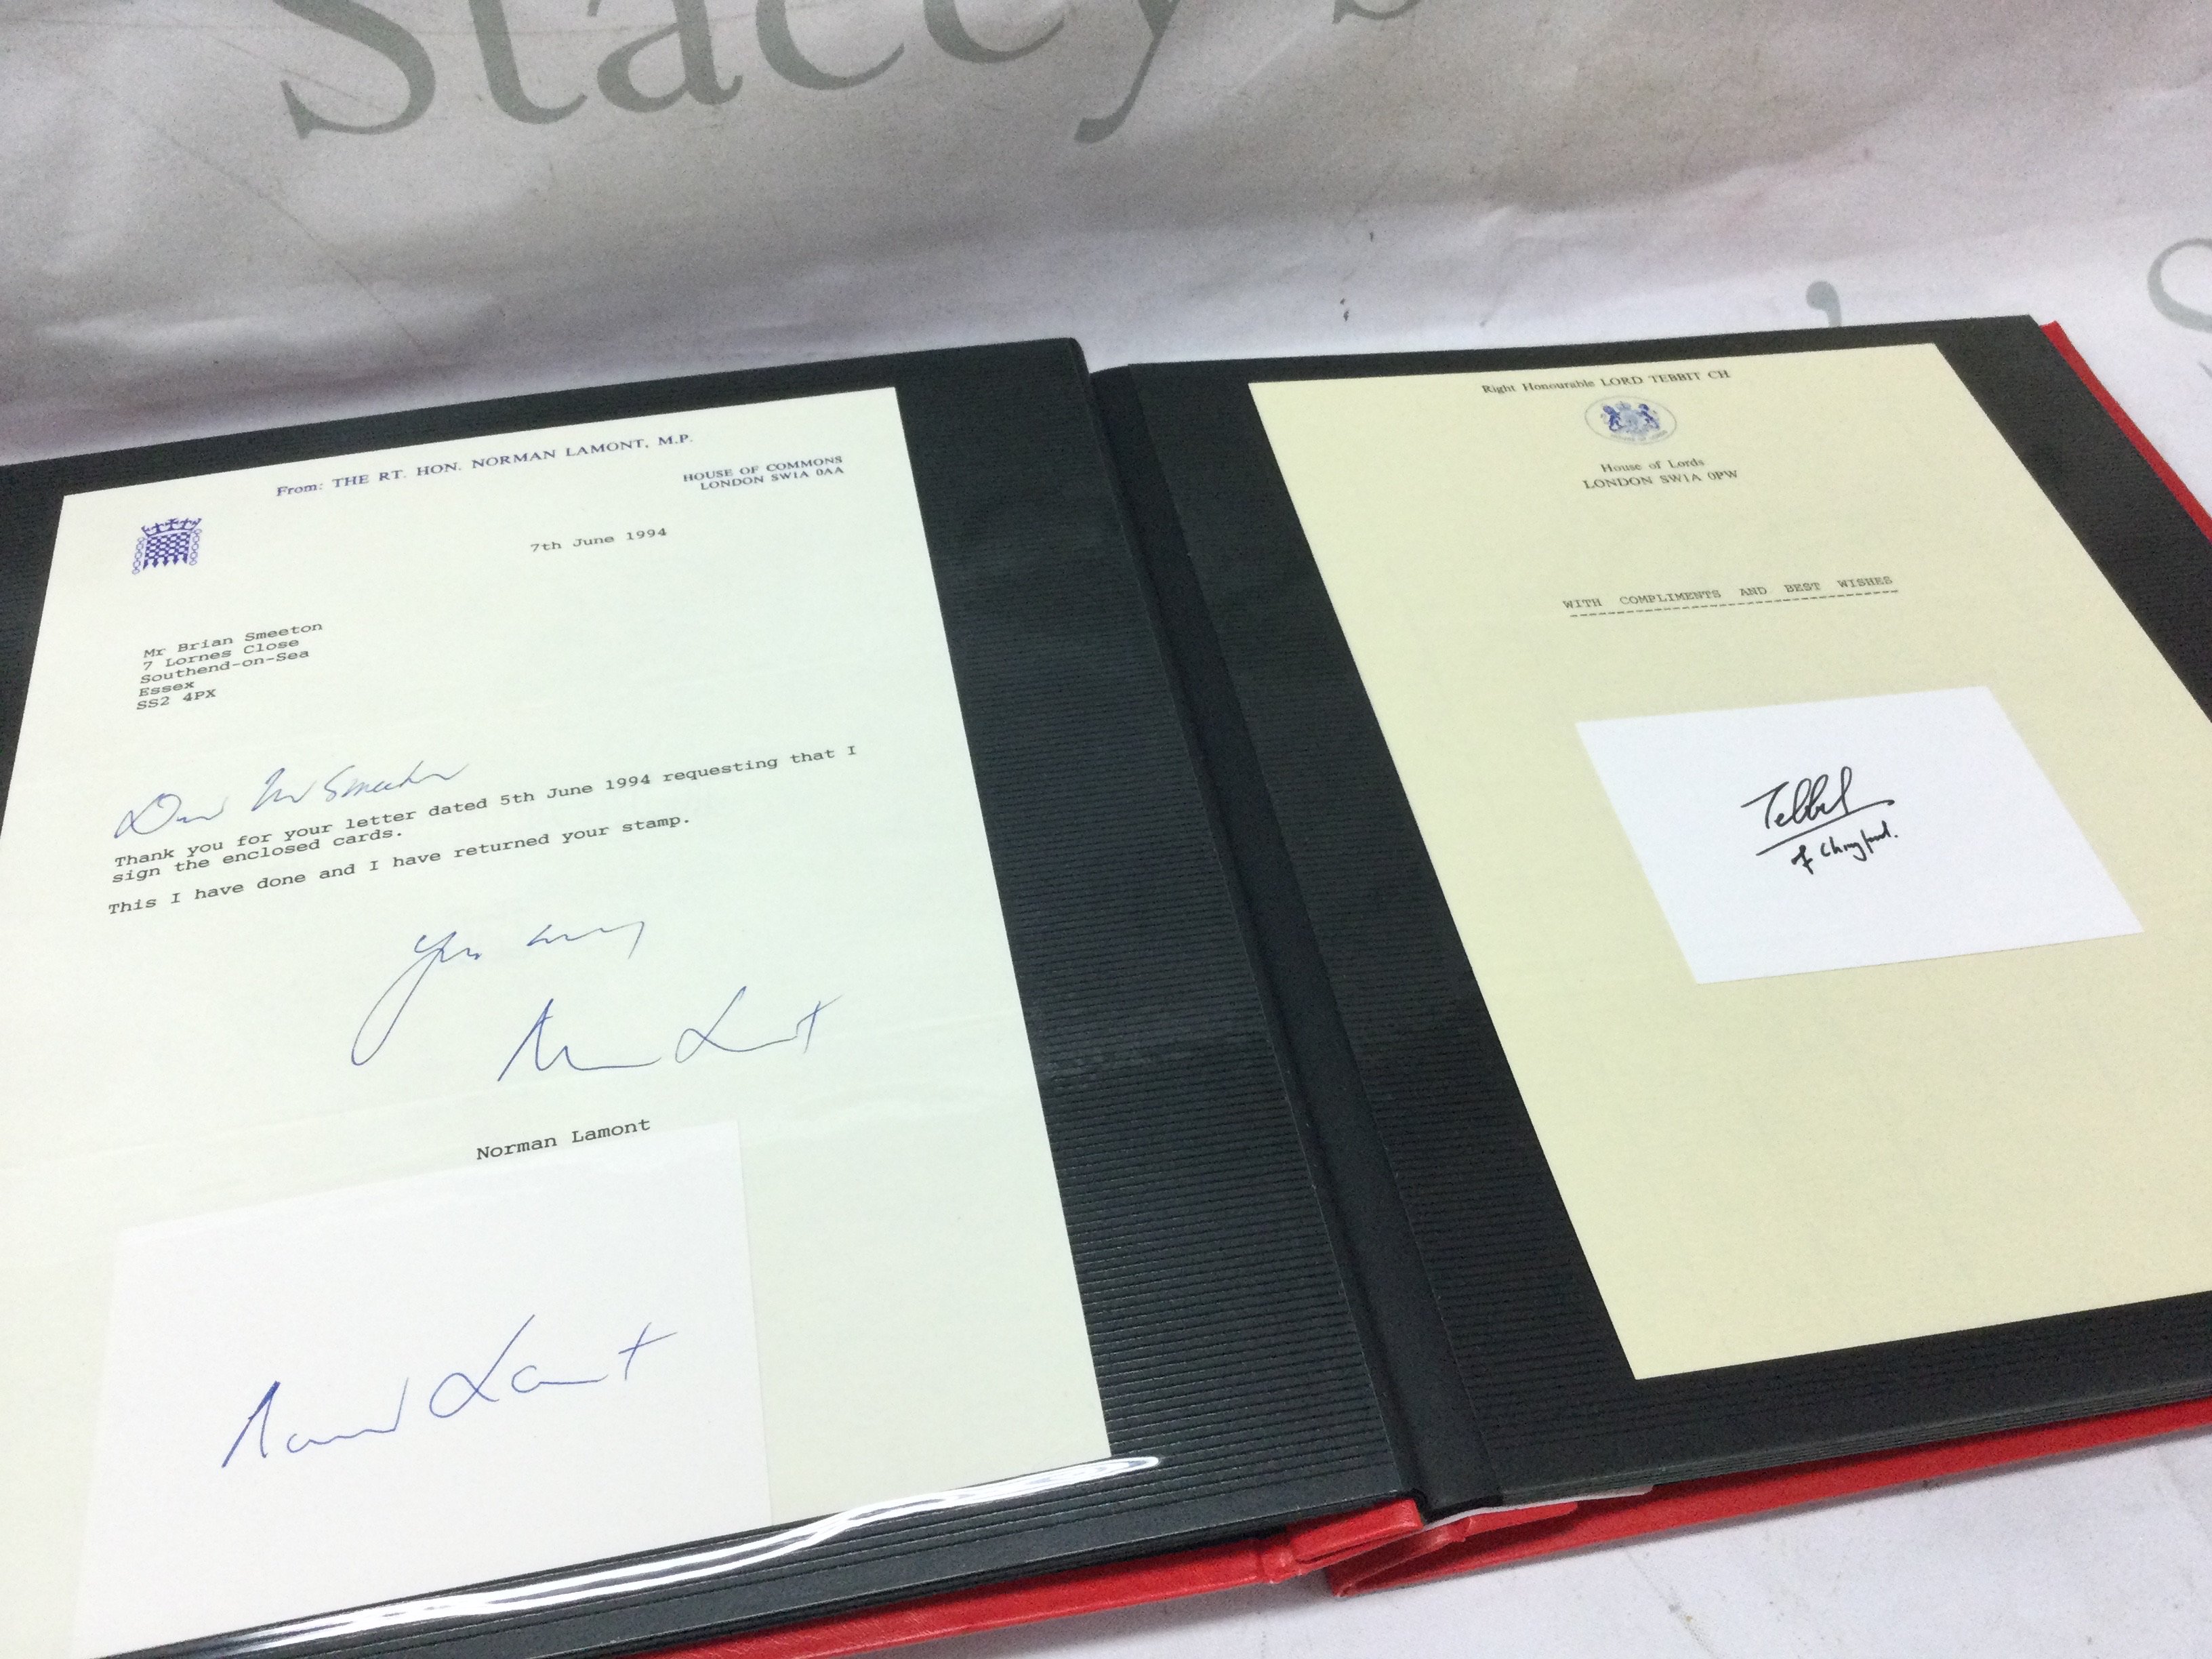 Stacey's
From: THE RT. HON. NORMAN LAMONT, M.P.
HOUSE OF COMMONS
LONDON SW1A 0AA
7th June 1994
Mr Brian Smeeton
7 Lornes Close
Southend-on-Sea
Essex
SS2 4PX
Dear Mr Smeeton
Thank you for your letter dated 5th June 1994 requesting that I
sign the enclosed cards.
This I have done and I have returned your stamp.
Norman Lamont
Norman Lamont
Norman Lamont
Right Honourable LORD TEBBIT CH
House of Lords
LONDON SW1A 0PW
WITH COMPLIMENTS AND BEST WISHES
Tebbit
of Chingford.